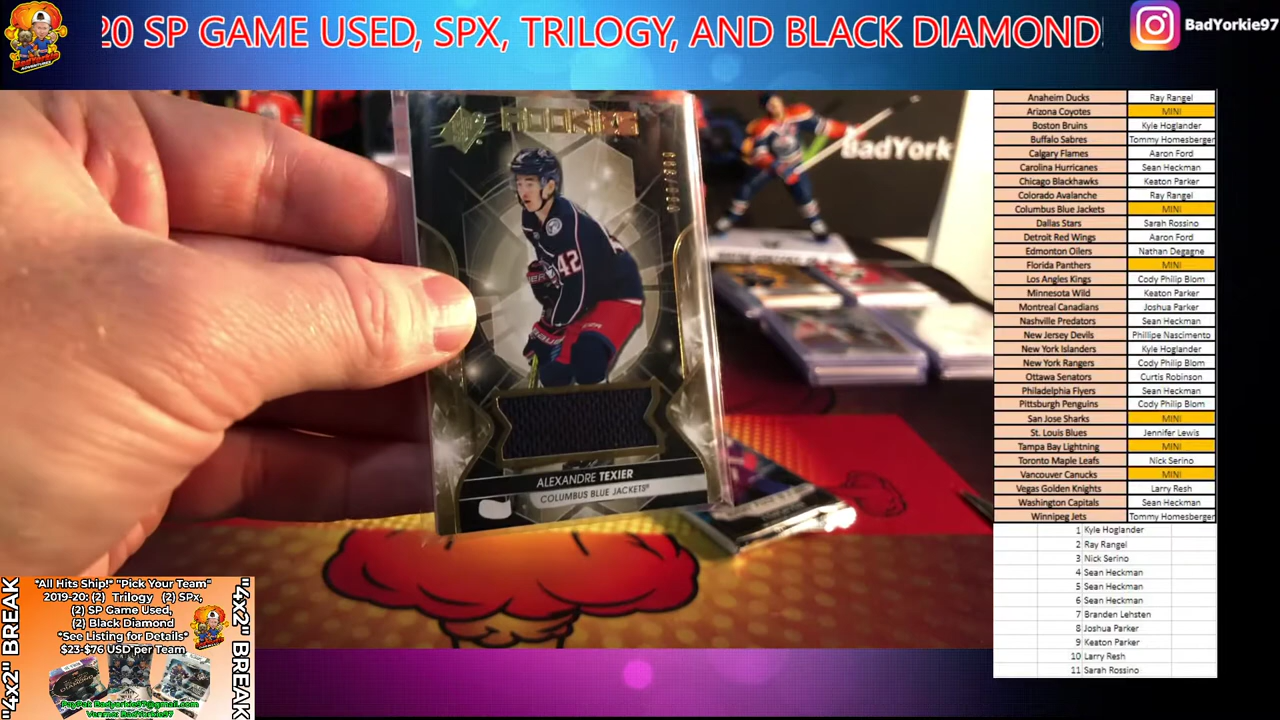 20 SP GAME USED, SPX, TRILOGY, AND BLACK DIAMOND
BadYorkie97
ROOKIES
BadYork
42
ALEXANDRE TEXIER
COLUMBUS BLUE JACKETS
Anaheim Ducks Ray Rangel
Arizona Coyotes MINI
Boston Bruins Kyle Hoglander
Buffalo Sabres Tommy Homesberger
Calgary Flames Aaron Ford
Carolina Hurricanes Sean Heckman
Chicago Blackhawks Keaton Parker
Colorado Avalanche Ray Rangel
Columbus Blue Jackets MINI
Dallas Stars Sarah Rossino
Detroit Red Wings Aaron Ford
Edmonton Oilers Nathan Degagne
Florida Panthers MINI
Los Angeles Kings Cody Philip Blom
Minnesota Wild Keaton Parker
Montreal Canadians Joshua Parker
Nashville Predators Sean Heckman
New Jersey Devils Phillipe Nascimento
New York Islanders Kyle Hoglander
New York Rangers Cody Philip Blom
Ottawa Senators Curtis Robinson
Philadelphia Flyers Sean Heckman
Pittsburgh Penguins Cody Philip Blom
San Jose Sharks MINI
St. Louis Blues Jennifer Lewis
Tampa Bay Lightning MINI
Toronto Maple Leafs Nick Serino
Vancouver Canucks MINI
Vegas Golden Knights Larry Resh
Washington Capitals Sean Heckman
Winnipeg Jets Tommy Homesberger
1 Kyle Hoglander
2 Ray Rangel
3 Nick Serino
4 Sean Heckman
5 Sean Heckman
6 Sean Heckman
7 Branden Lehsten
8 Joshua Parker
9 Keaton Parker
10 Larry Resh
11 Sarah Rossino
"4x2" BREAK
"All Hits Ship!" "Pick Your Team"
2019-20: (2) Trilogy (2) SPx,
(2) SP Game Used,
(2) Black Diamond
*See Listing for Details*
$23-$76 USD per Team
PayPak Badyorkie97@gmail.com
Venmo: BadYorkie97
"4x2" BREAK